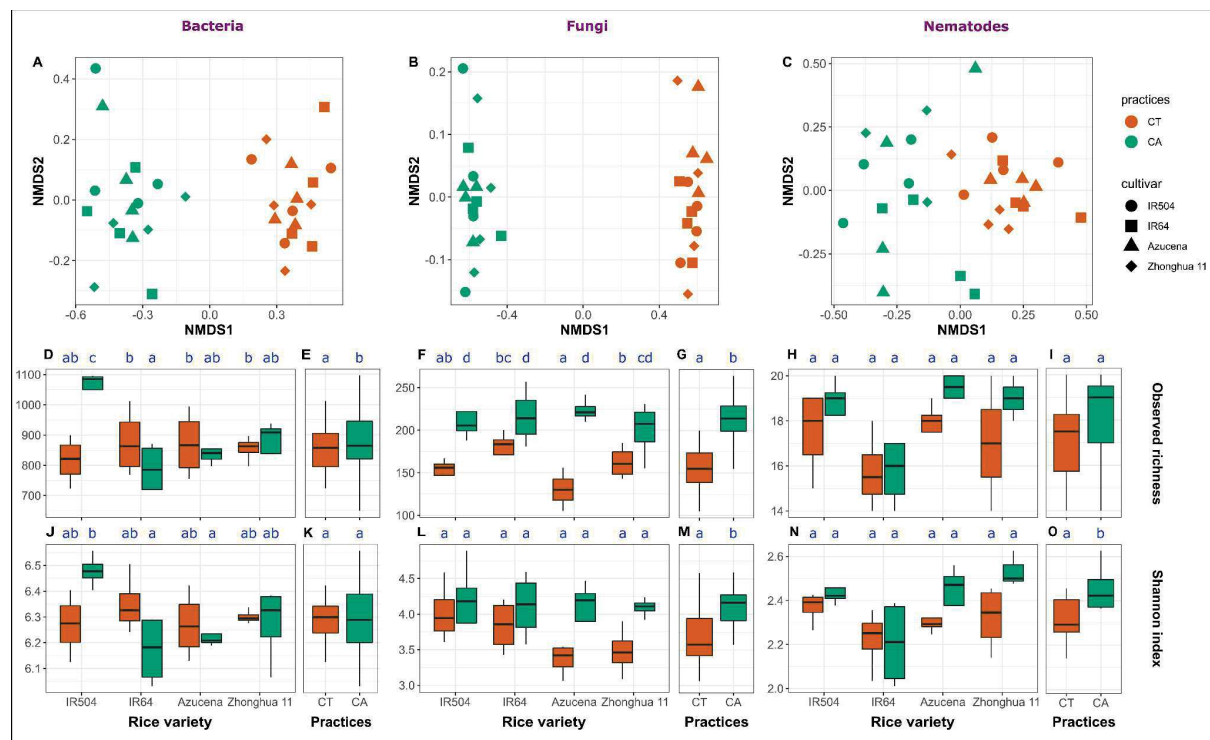 Bacteria Fungi Nematodes
A B C
0.4
0.2
0.0
-0.2
NMDS2
-0.6 -0.3 0.0 0.3
NMDS1
0.2
0.1
0.0
-0.1
NMDS2
0.0 0.4
NMDS1
0.50
0.25
0.00
-0.25
NMDS2
-0.50 -0.25 0.00 0.25 0.50
NMDS1
practices
CT
CA
cultivar
IR504
IR64
Azucena
Zhonghua 11
D ab c b a b ab ab ab
E a b
F ab d bc d a d b cd
G a b
H a a a a a a a a
I a a
1100
1000
900
800
700
250
200
150
100
20
18
16
14
Observed richness
J ab b ab a ab a ab ab
K a a
L a a a a a a a a
M a b
N a a a a a a a a
O a b
6.5
6.4
6.3
6.2
6.1
4.5
4.0
3.5
3.0
2.6
2.4
2.2
2.0
Shannon index
IR504 IR64 Azucena Zhonghua 11 CT CA
IR504 IR64 Azucena Zhonghua 11 CT CA
IR504 IR64 Azucena Zhonghua 11 CT CA
Rice variety Practices Rice variety Practices Rice variety Practices